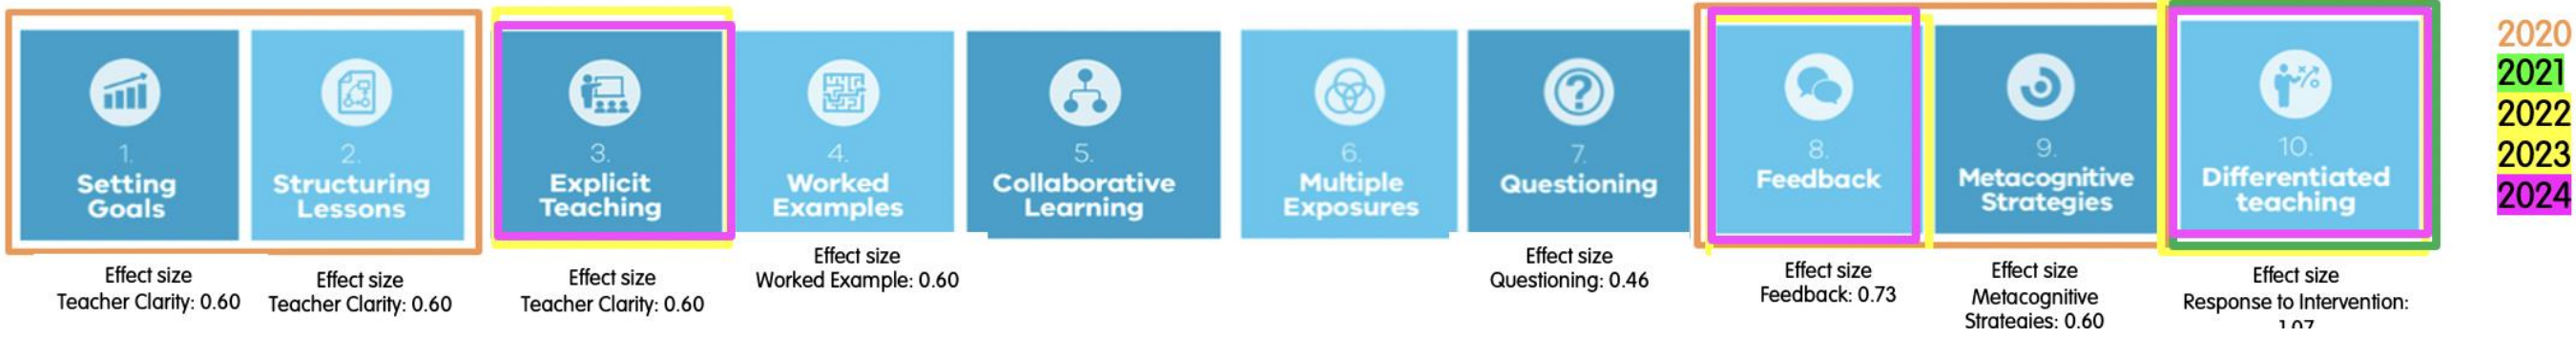 1.
Setting
Goals
2.
Structuring
Lessons
3.
Explicit
Teaching
4.
Worked
Examples
5.
Collaborative
Learning
6.
Multiple
Exposures
7.
Questioning
8.
Feedback
9.
Metacognitive
Strategies
10.
Differentiated
teaching
2020
2021
2022
2023
2024
Effect size
Teacher Clarity: 0.60
Effect size
Teacher Clarity: 0.60
Effect size
Teacher Clarity: 0.60
Effect size
Worked Example: 0.60
Effect size
Questioning: 0.46
Effect size
Feedback: 0.73
Effect size
Metacognitive
Strategies: 0.60
Effect size
Response to Intervention:
1.07